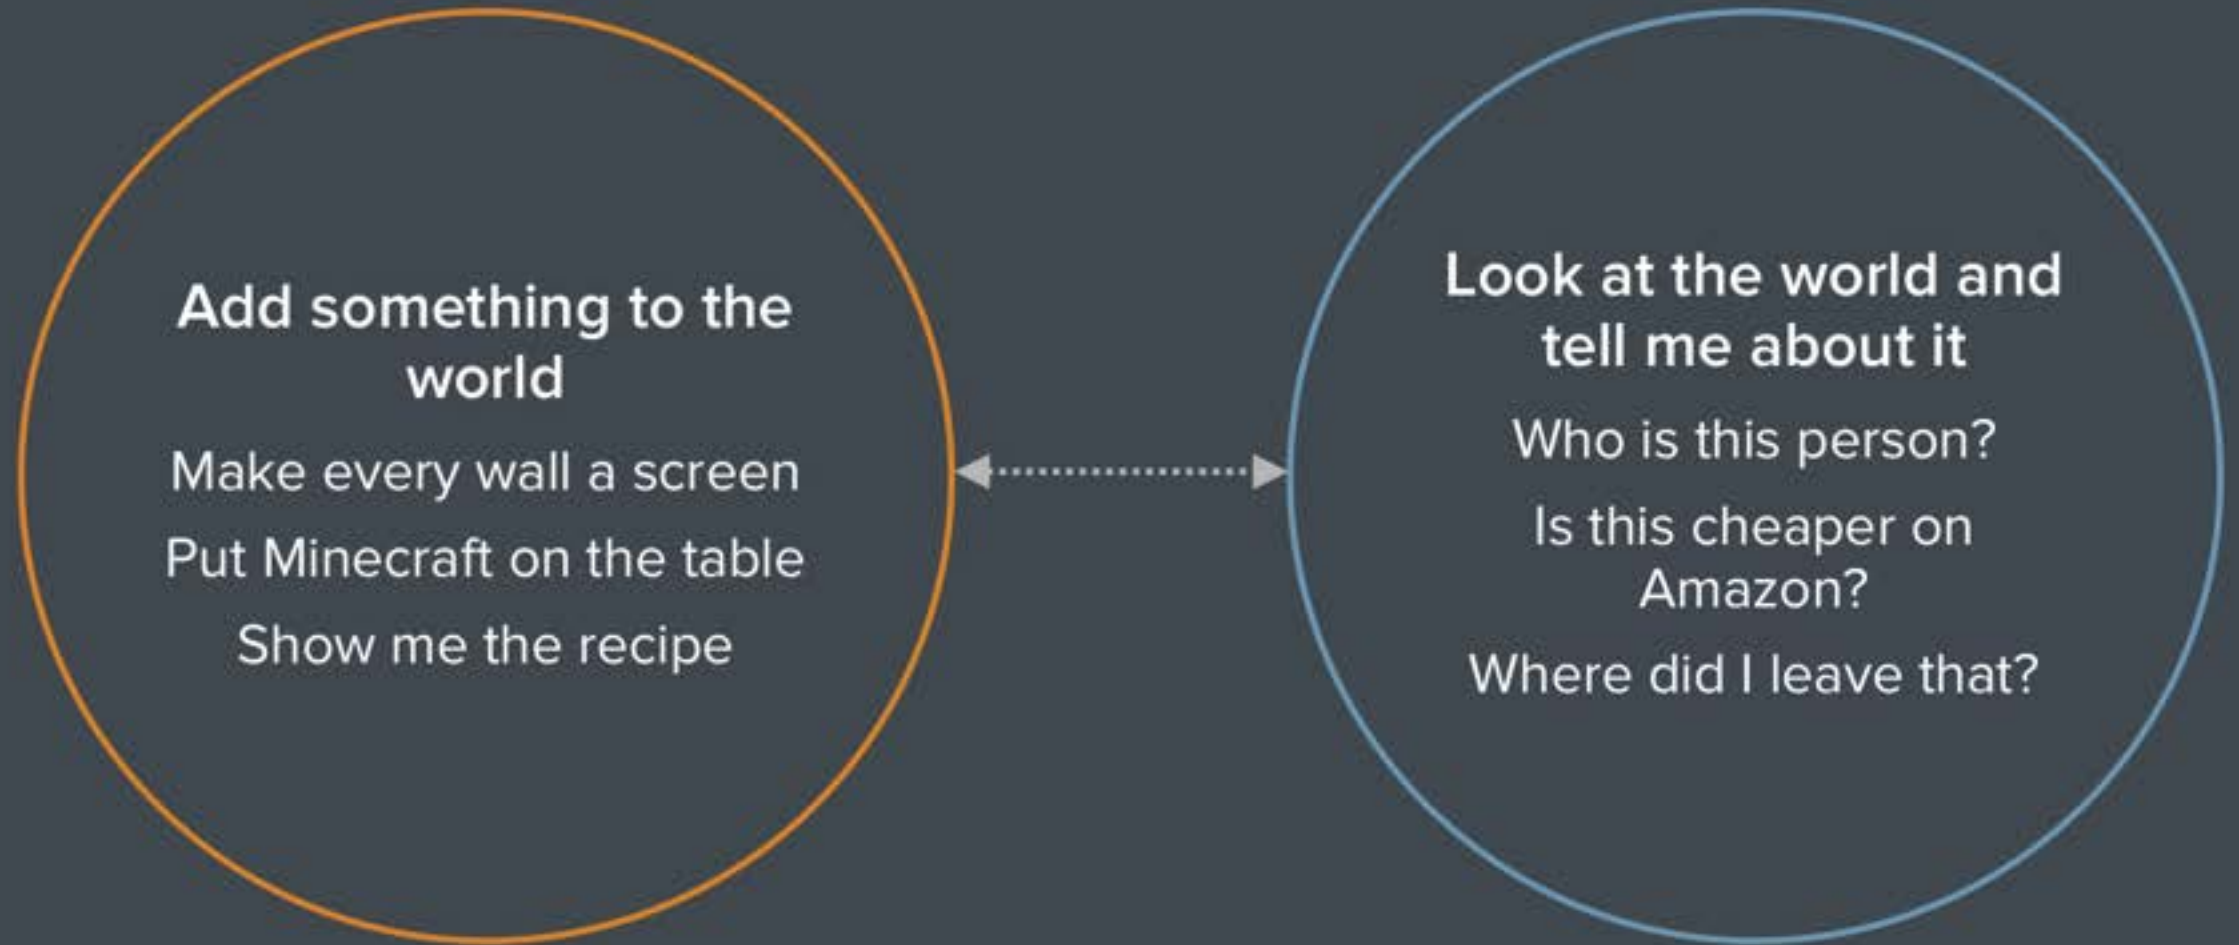 Add something to the
world
Make every wall a screen
Put Minecraft on the table
Show me the recipe
Look at the world and
tell me about it
Who is this person?
Is this cheaper on
Amazon?
Where did I leave that?